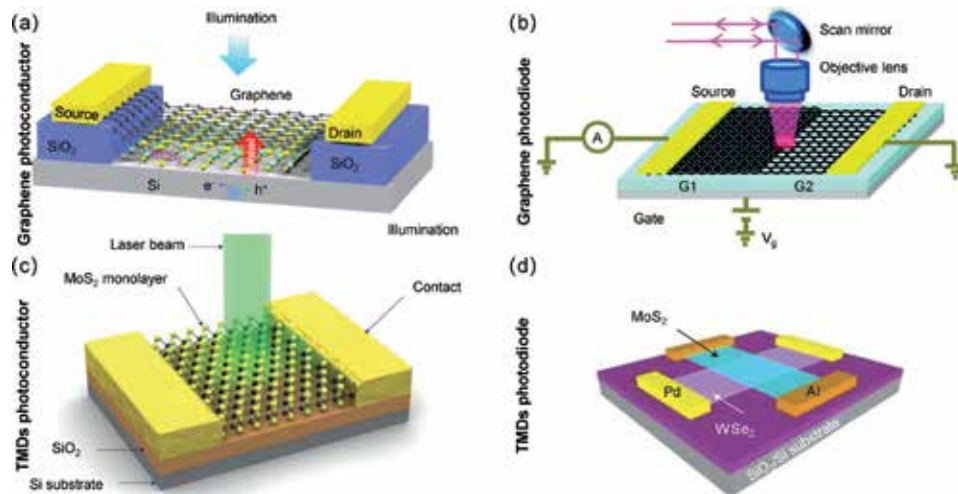 (a)
Illumination
Graphene photoconductor
Graphene
Source
Drain
SiO₂
SiO₂
Si
e⁻
h⁺
(b)
Graphene photodiode
Scan mirror
Objective lens
Source
Drain
A
G1
G2
Gate
Vg
(c)
TMDs photoconductor
Illumination
Laser beam
MoS₂ monolayer
Contact
SiO₂
Si substrate
(d)
TMDs photodiode
MoS₂
Pd
Al
WSe₂
SiO₂/Si substrate